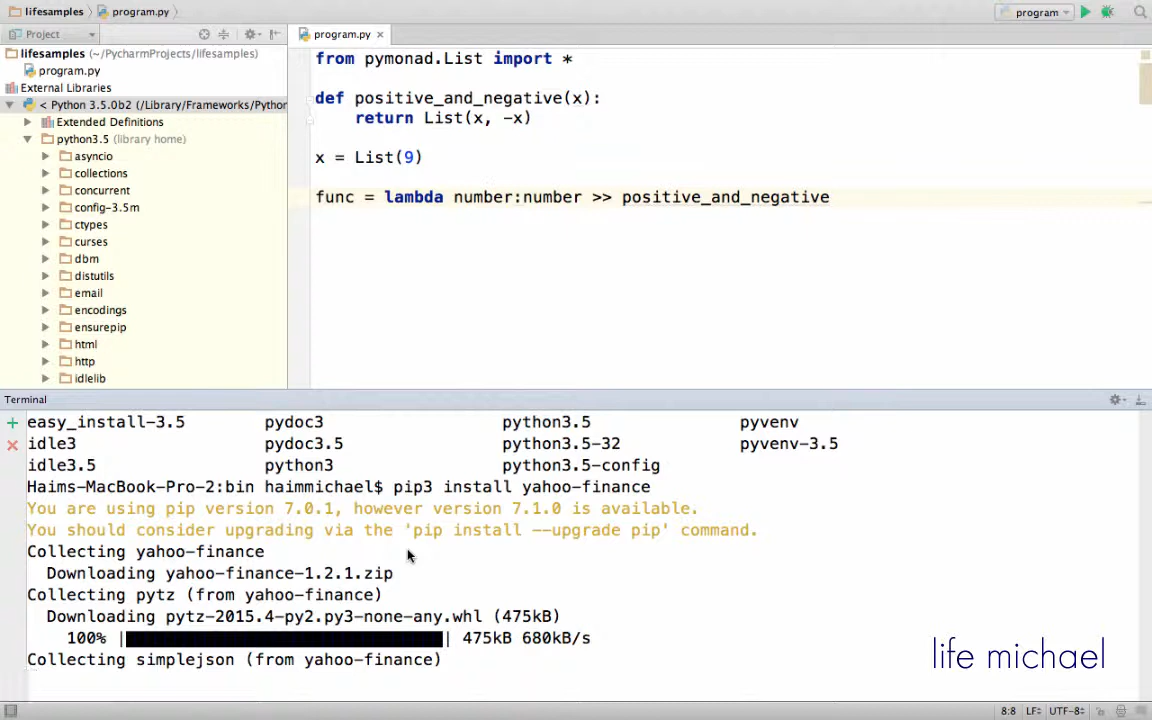 lifesamples program.py
program
Project
program.py
lifesamples (~/PycharmProjects/lifesamples)
program.py
External Libraries
< Python 3.5.0b2 (/Library/Frameworks/Python
Extended Definitions
python3.5 (library home)
asyncio
collections
concurrent
config-3.5m
ctypes
curses
dbm
distutils
email
encodings
ensurepip
html
http
idlelib
from pymonad.List import *
def positive_and_negative(x):
return List(x, -x)
x = List(9)
func = lambda number:number >> positive_and_negative
Terminal
easy_install-3.5 pydoc3 python3.5 pyvenv
idle3 pydoc3.5 python3.5-32 pyvenv-3.5
idle3.5 python3 python3.5-config
Haims-MacBook-Pro-2:bin haimmichael$ pip3 install yahoo-finance
You are using pip version 7.0.1, however version 7.1.0 is available.
You should consider upgrading via the 'pip install --upgrade pip' command.
Collecting yahoo-finance
Downloading yahoo-finance-1.2.1.zip
Collecting pytz (from yahoo-finance)
Downloading pytz-2015.4-py2.py3-none-any.whl (475kB)
100% |████████████████████████████████| 475kB 680kB/s
Collecting simplejson (from yahoo-finance)
life michael
8:8 LF÷ UTF-8÷